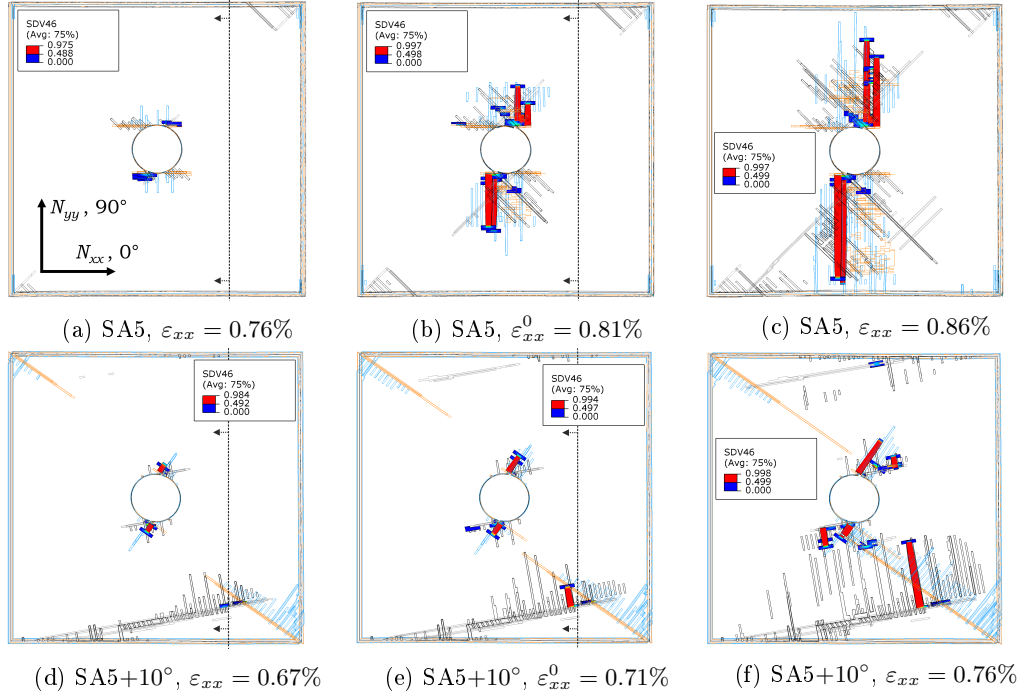 SDV46
(Avg: 75%)
0.975
0.488
0.000
N_yy, 90°
N_xx, 0°
(a) SA5, ε_xx = 0.76%
SDV46
(Avg: 75%)
0.997
0.498
0.000
(b) SA5, ε⁰_xx = 0.81%
SDV46
(Avg: 75%)
0.997
0.499
0.000
(c) SA5, ε_xx = 0.86%
SDV46
(Avg: 75%)
0.984
0.492
0.000
(d) SA5+10°, ε_xx = 0.67%
SDV46
(Avg: 75%)
0.994
0.497
0.000
(e) SA5+10°, ε⁰_xx = 0.71%
SDV46
(Avg: 75%)
0.998
0.499
0.000
(f) SA5+10°, ε_xx = 0.76%